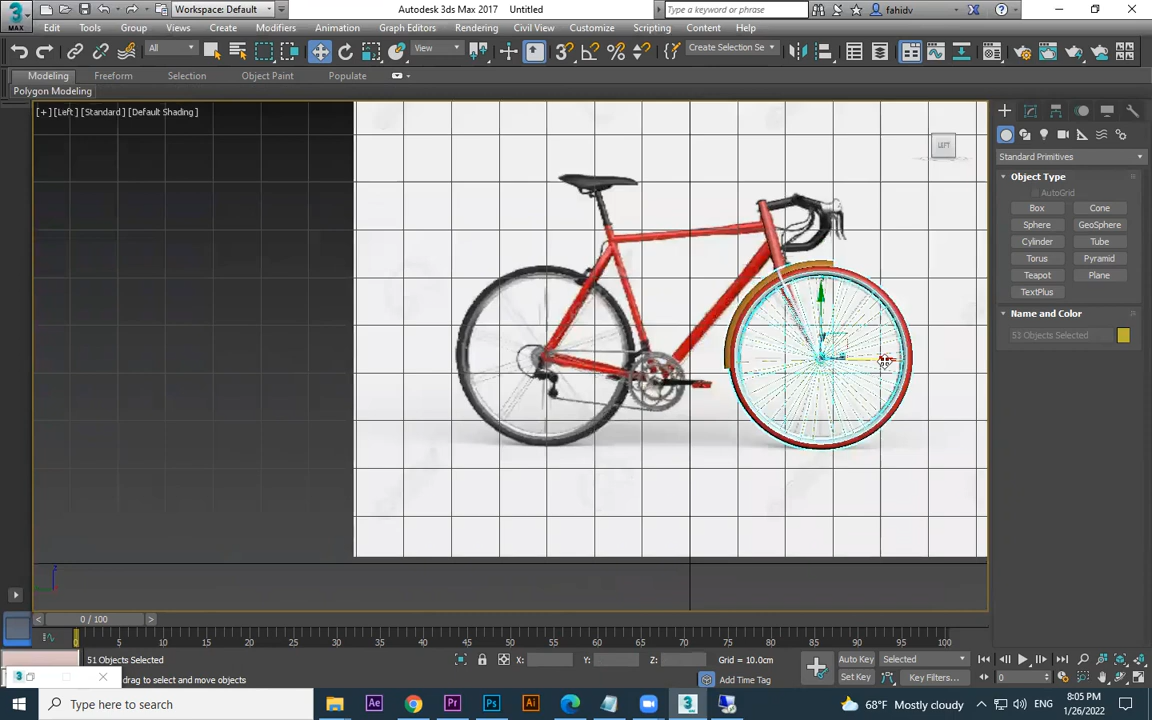 3 MAX
Workspace: Default
Autodesk 3ds Max 2017 Untitled
Type a keyword or phrase
fahidv
File Edit Tools Group Views Create Modifiers Animation Graph Editors Rendering Civil View Customize Scripting Content Help
All
View
Create Selection Se
Modeling Freeform Selection Object Paint Populate
Polygon Modeling
[+] [Left] [Standard] [Default Shading]
LEFT
Standard Primitives
Object Type
AutoGrid
Box Cone
Sphere GeoSphere
Cylinder Tube
Torus Pyramid
Teapot Plane
TextPlus
Name and Color
53 Objects Selected
z
0 / 100
0 5 10 15 20 25 30 35 40 45 50 55 60 65 70 75 80 85 90 95 100
51 Objects Selected
X: Y: Z: Grid = 10.0cm
Auto Key Selected
drag to select and move objects
Add Time Tag
Set Key Key Filters...
0
Type here to search
68°F Mostly cloudy
ENG
8:05 PM
1/26/2022